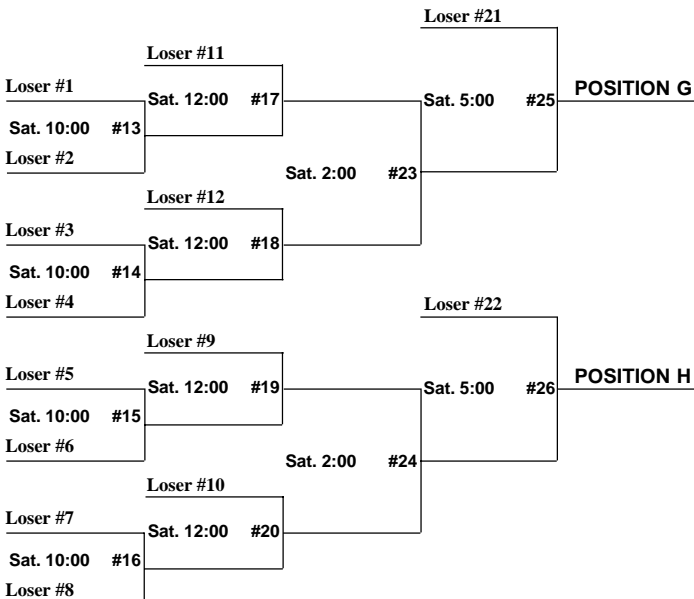 Loser #21
Loser #11
Loser #1
Sat. 12:00 #17
Sat. 5:00 #25
POSITION G
Sat. 10:00 #13
Loser #2
Sat. 2:00 #23
Loser #12
Loser #3
Sat. 12:00 #18
Sat. 10:00 #14
Loser #4
Loser #22
Loser #9
Loser #5
Sat. 12:00 #19
Sat. 5:00 #26
POSITION H
Sat. 10:00 #15
Loser #6
Sat. 2:00 #24
Loser #10
Loser #7
Sat. 12:00 #20
Sat. 10:00 #16
Loser #8